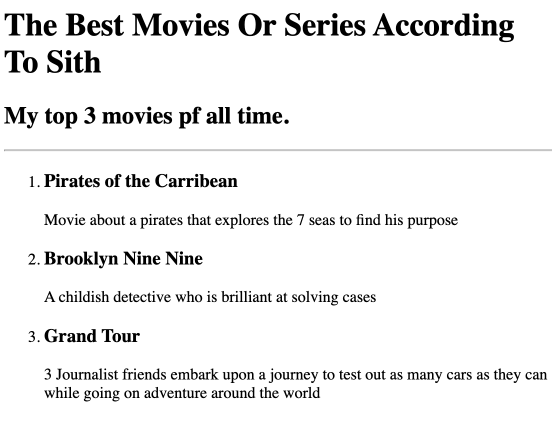 The Best Movies Or Series According
To Sith
My top 3 movies pf all time.
1. Pirates of the Carribean
Movie about a pirates that explores the 7 seas to find his purpose
2. Brooklyn Nine Nine
A childish detective who is brilliant at solving cases
3. Grand Tour
3 Journalist friends embark upon a journey to test out as many cars as they can
while going on adventure around the world